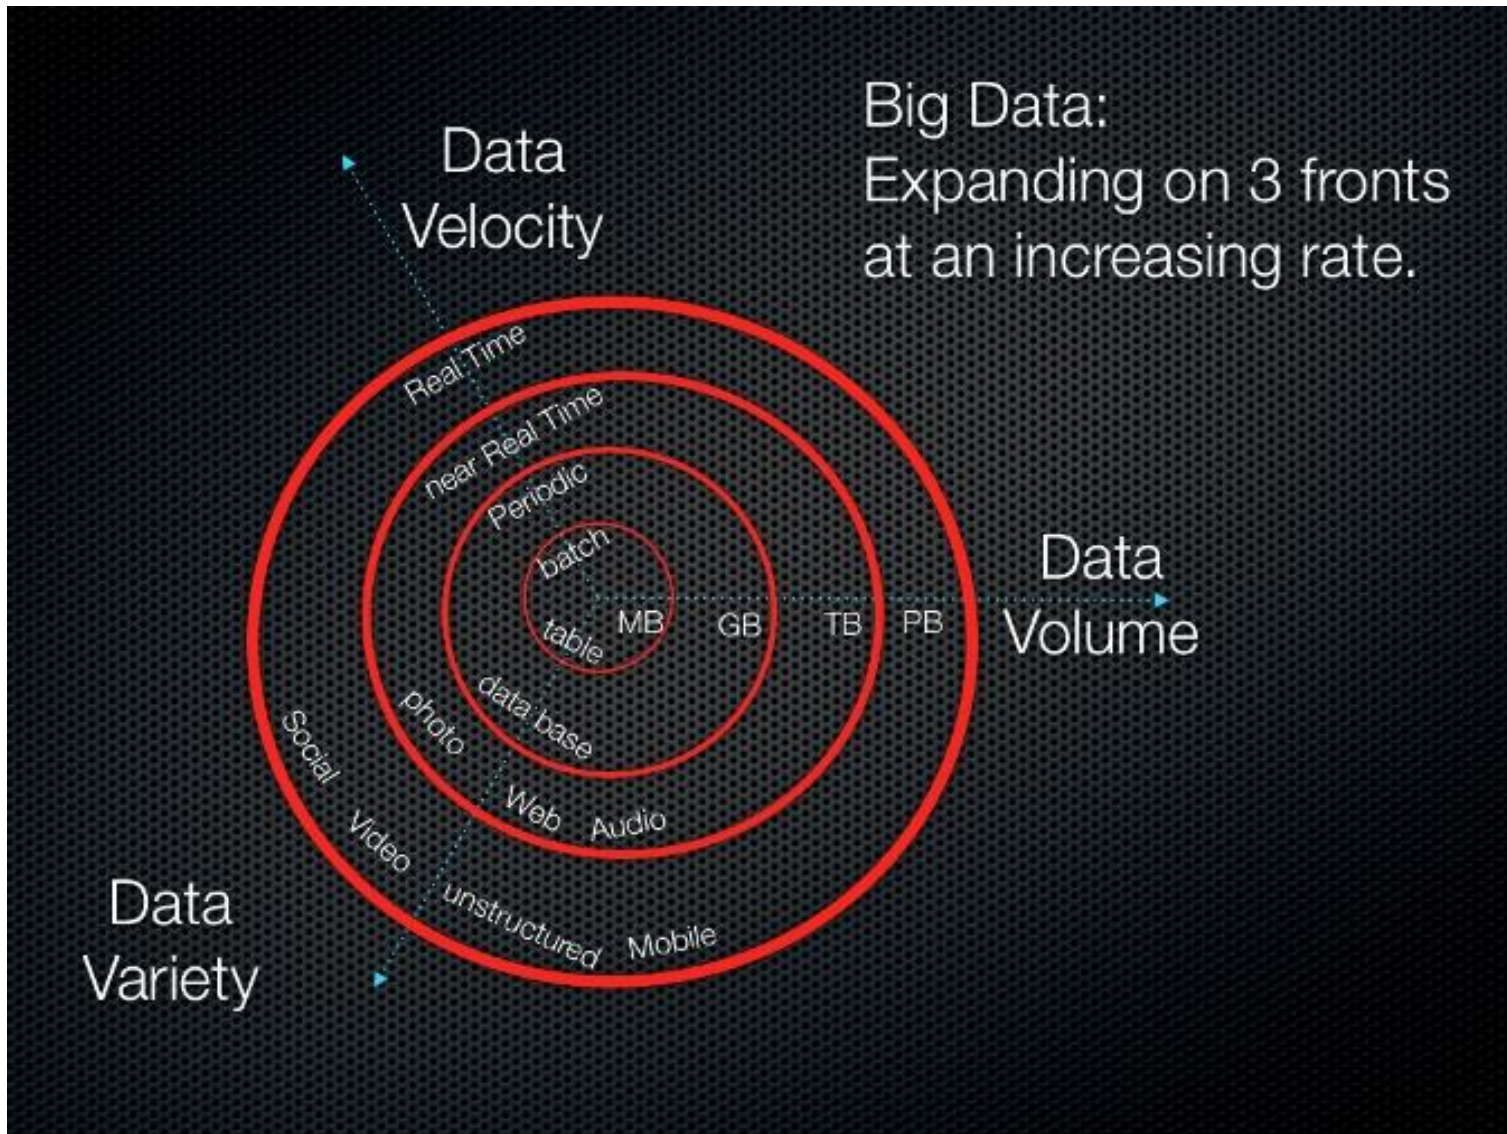 Big Data:
Expanding on 3 fronts
at an increasing rate.
Data
Velocity
Real Time
near Real Time
Periodic
batch
table
data base
photo
Web
Audio
Social
Video
unstructured
Mobile
MB
GB
TB
PB
Data
Volume
Data
Variety